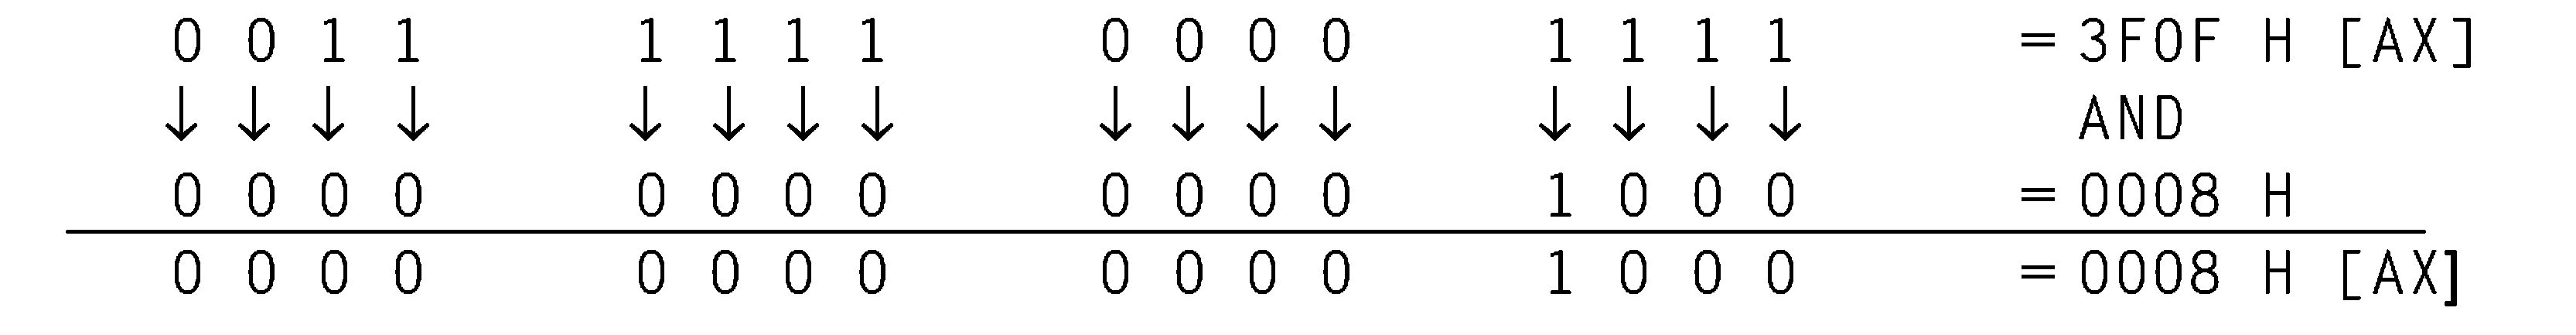 0 0 1 1 1 1 1 1 0 0 0 0 1 1 1 1 = 3F0F H [AX]
↓ ↓ ↓ ↓ ↓ ↓ ↓ ↓ ↓ ↓ ↓ ↓ ↓ ↓ ↓ ↓ AND
0 0 0 0 0 0 0 0 0 0 0 0 1 0 0 0 = 0008 H
0 0 0 0 0 0 0 0 0 0 0 0 1 0 0 0 = 0008 H [AX]